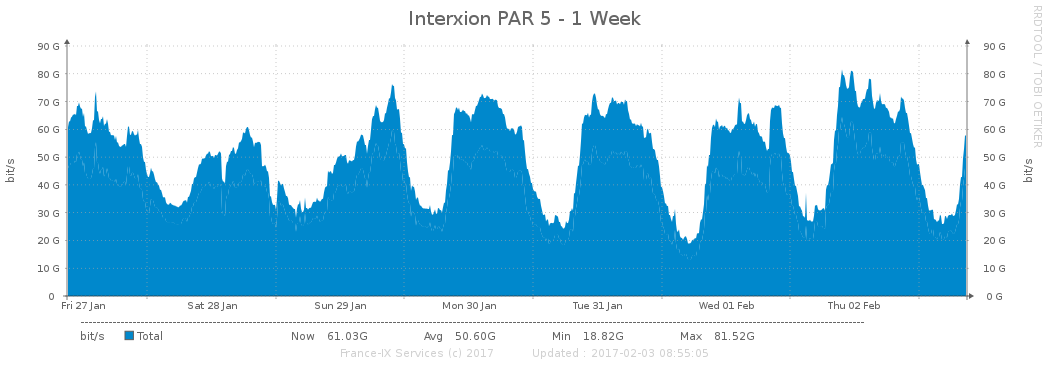 Interxion PAR 5 - 1 Week
RRDTOOL / TOBI OETIKER
90 G 90 G
80 G 80 G
70 G 70 G
60 G 60 G
50 G 50 G
40 G 40 G
30 G 30 G
20 G 20 G
10 G 10 G
0 0 G
bit/s bit/s
Fri 27 Jan Sat 28 Jan Sun 29 Jan Mon 30 Jan Tue 31 Jan Wed 01 Feb Thu 02 Feb
bit/s Total Now 61.03G Avg 50.60G Min 18.82G Max 81.52G
France-IX Services (c) 2017 Updated : 2017-02-03 08:55:05